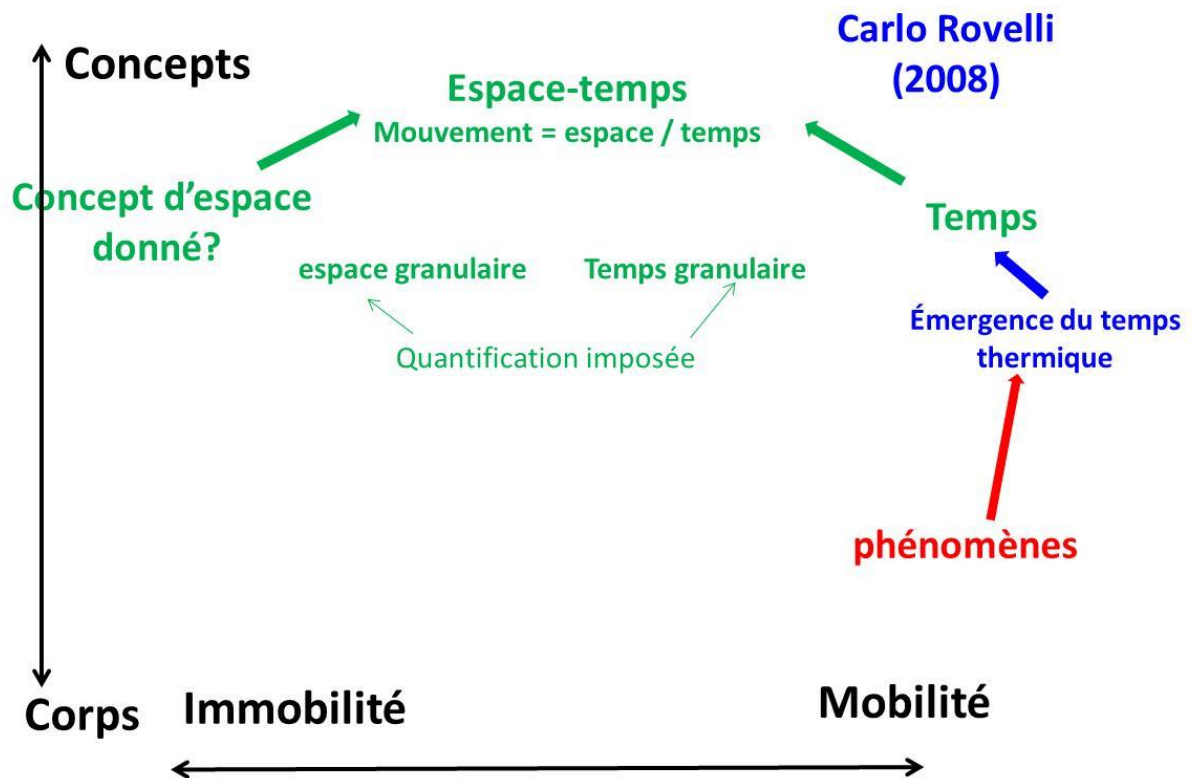 Concepts
Carlo Rovelli
(2008)
Espace-temps
Mouvement = espace / temps
Concept d’espace
donné?
Temps
espace granulaire
Temps granulaire
Quantification imposée
Émergence du temps
thermique
phénomènes
Corps
Immobilité
Mobilité